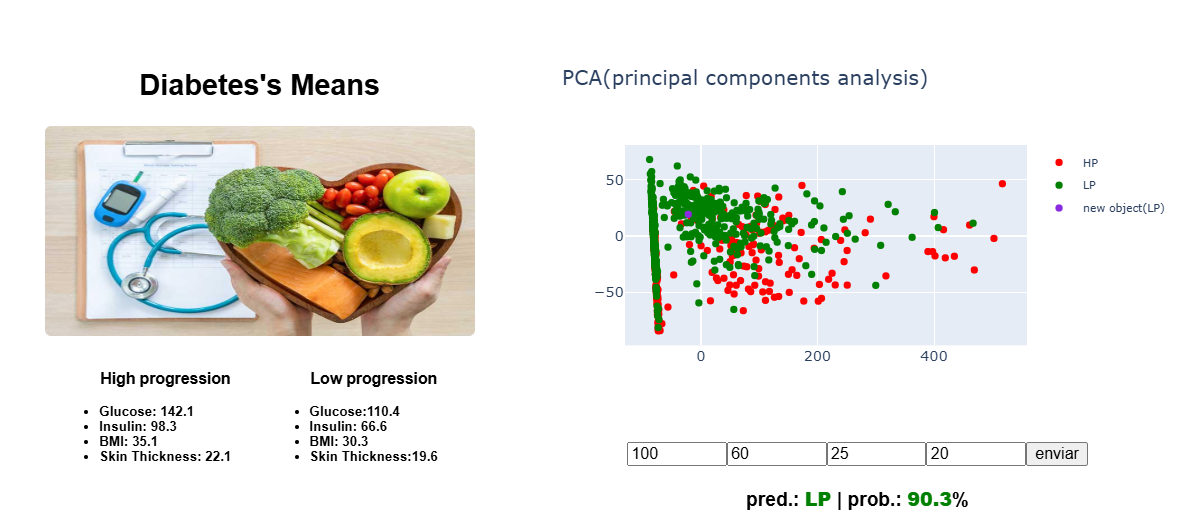 Diabetes's Means
High progression
• Glucose: 142.1
• Insulin: 98.3
• BMI: 35.1
• Skin Thickness: 22.1
Low progression
• Glucose:110.4
• Insulin: 66.6
• BMI: 30.3
• Skin Thickness:19.6
PCA(principal components analysis)
50
0
−50
0 200 400
HP
LP
new object(LP)
100 60 25 20 enviar
pred.: LP | prob.: 90.3%